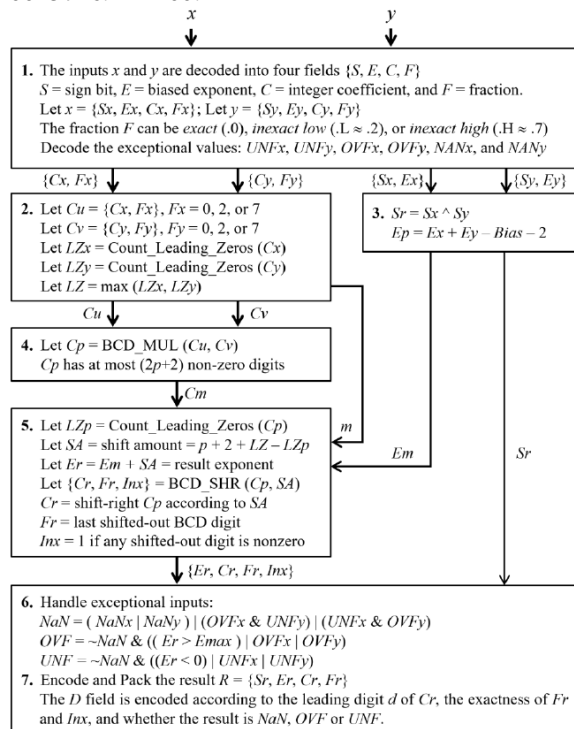 x y
1. The inputs x and y are decoded into four fields {S, E, C, F}
S = sign bit, E = biased exponent, C = integer coefficient, and F = fraction.
Let x = {Sx, Ex, Cx, Fx}; Let y = {Sy, Ey, Cy, Fy}
The fraction F can be exact (.0), inexact low (.L ≈ .2), or inexact high (.H ≈ .7)
Decode the exceptional values: UNFx, UNFy, OVFx, OVFy, NANx, and NANy
{Cx, Fx} {Cy, Fy} {Sx, Ex} {Sy, Ey}
2. Let Cu = {Cx, Fx}, Fx = 0, 2, or 7
Let Cv = {Cy, Fy}, Fy = 0, 2, or 7
Let LZx = Count_Leading_Zeros (Cx)
Let LZy = Count_Leading_Zeros (Cy)
Let LZ = max (LZx, LZy)
3. Sr = Sx ^ Sy
Ep = Ex + Ey – Bias – 2
Cu Cv
4. Let Cp = BCD_MUL (Cu, Cv)
Cp has at most (2p+2) non-zero digits
Cm
5. Let LZp = Count_Leading_Zeros (Cp)
Let SA = shift amount = p + 2 + LZ – LZp
Let Er = Em + SA = result exponent
Let {Cr, Fr, Inx} = BCD_SHR (Cp, SA)
Cr = shift-right Cp according to SA
Fr = last shifted-out BCD digit
Inx = 1 if any shifted-out digit is nonzero
m Em Sr
{Er, Cr, Fr, Inx}
6. Handle exceptional inputs:
NaN = ( NaNx | NaNy ) | (OVFx & UNFy) | (UNFx & OVFy)
OVF = ~NaN & (( Er > Emax ) | OVFx | OVFy)
UNF = ~NaN & ((Er < 0) | UNFx | UNFy)
7. Encode and Pack the result R = {Sr, Er, Cr, Fr}
The D field is encoded according to the leading digit d of Cr, the exactness of Fr
and Inx, and whether the result is NaN, OVF or UNF.